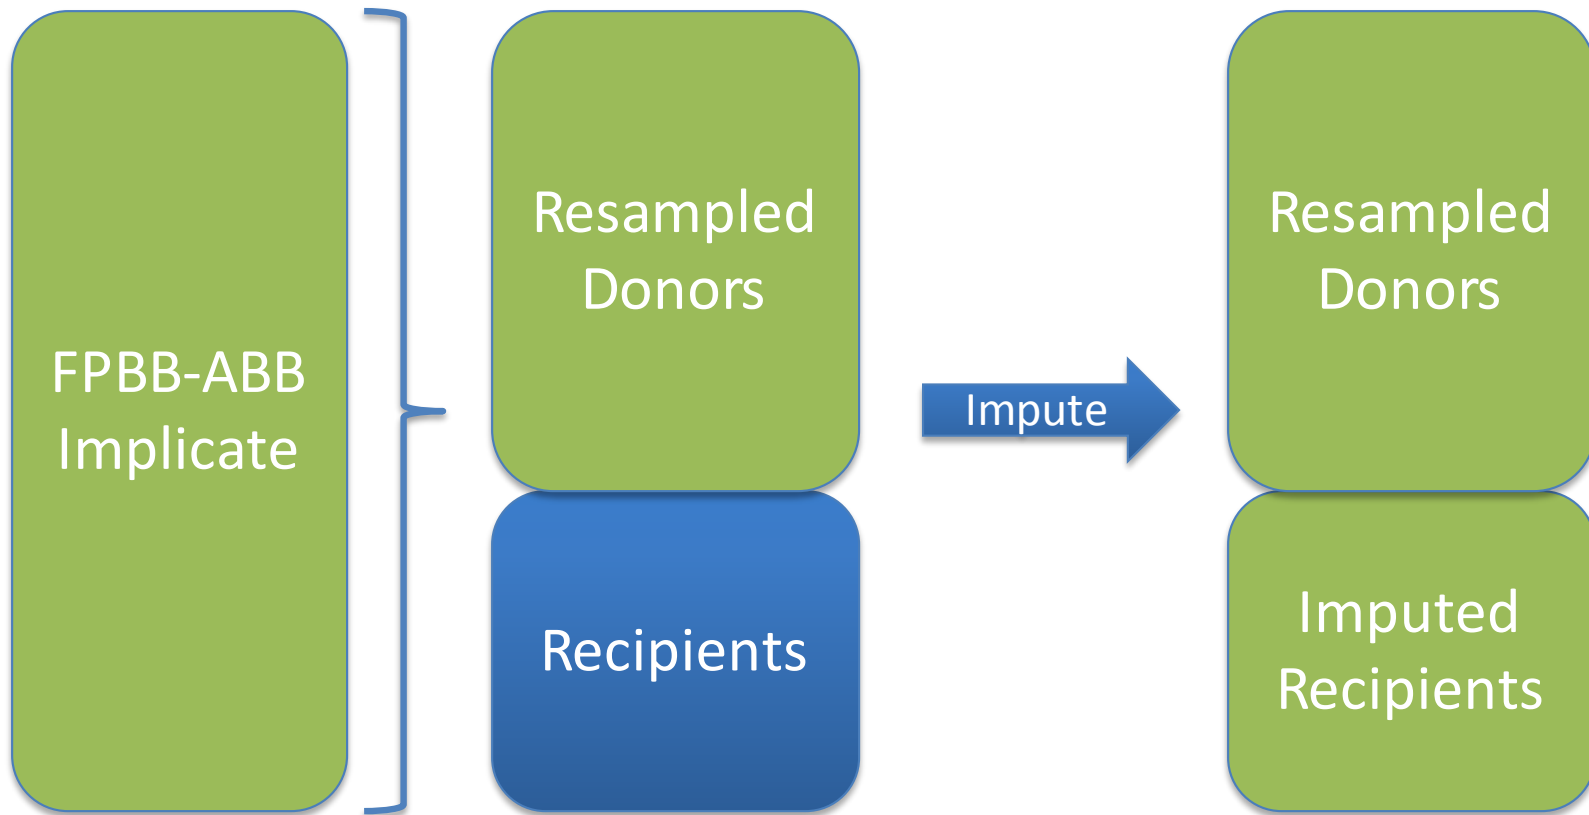 FPBB-ABB
Implicate
Resampled
Donors
Recipients
Impute
Resampled
Donors
Imputed
Recipients